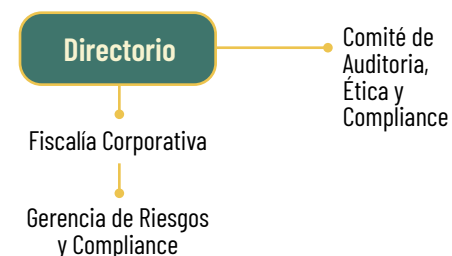 Directorio
Comité de
Auditoria,
Ética y
Compliance
Fiscalía Corporativa
Gerencia de Riesgos
y Compliance